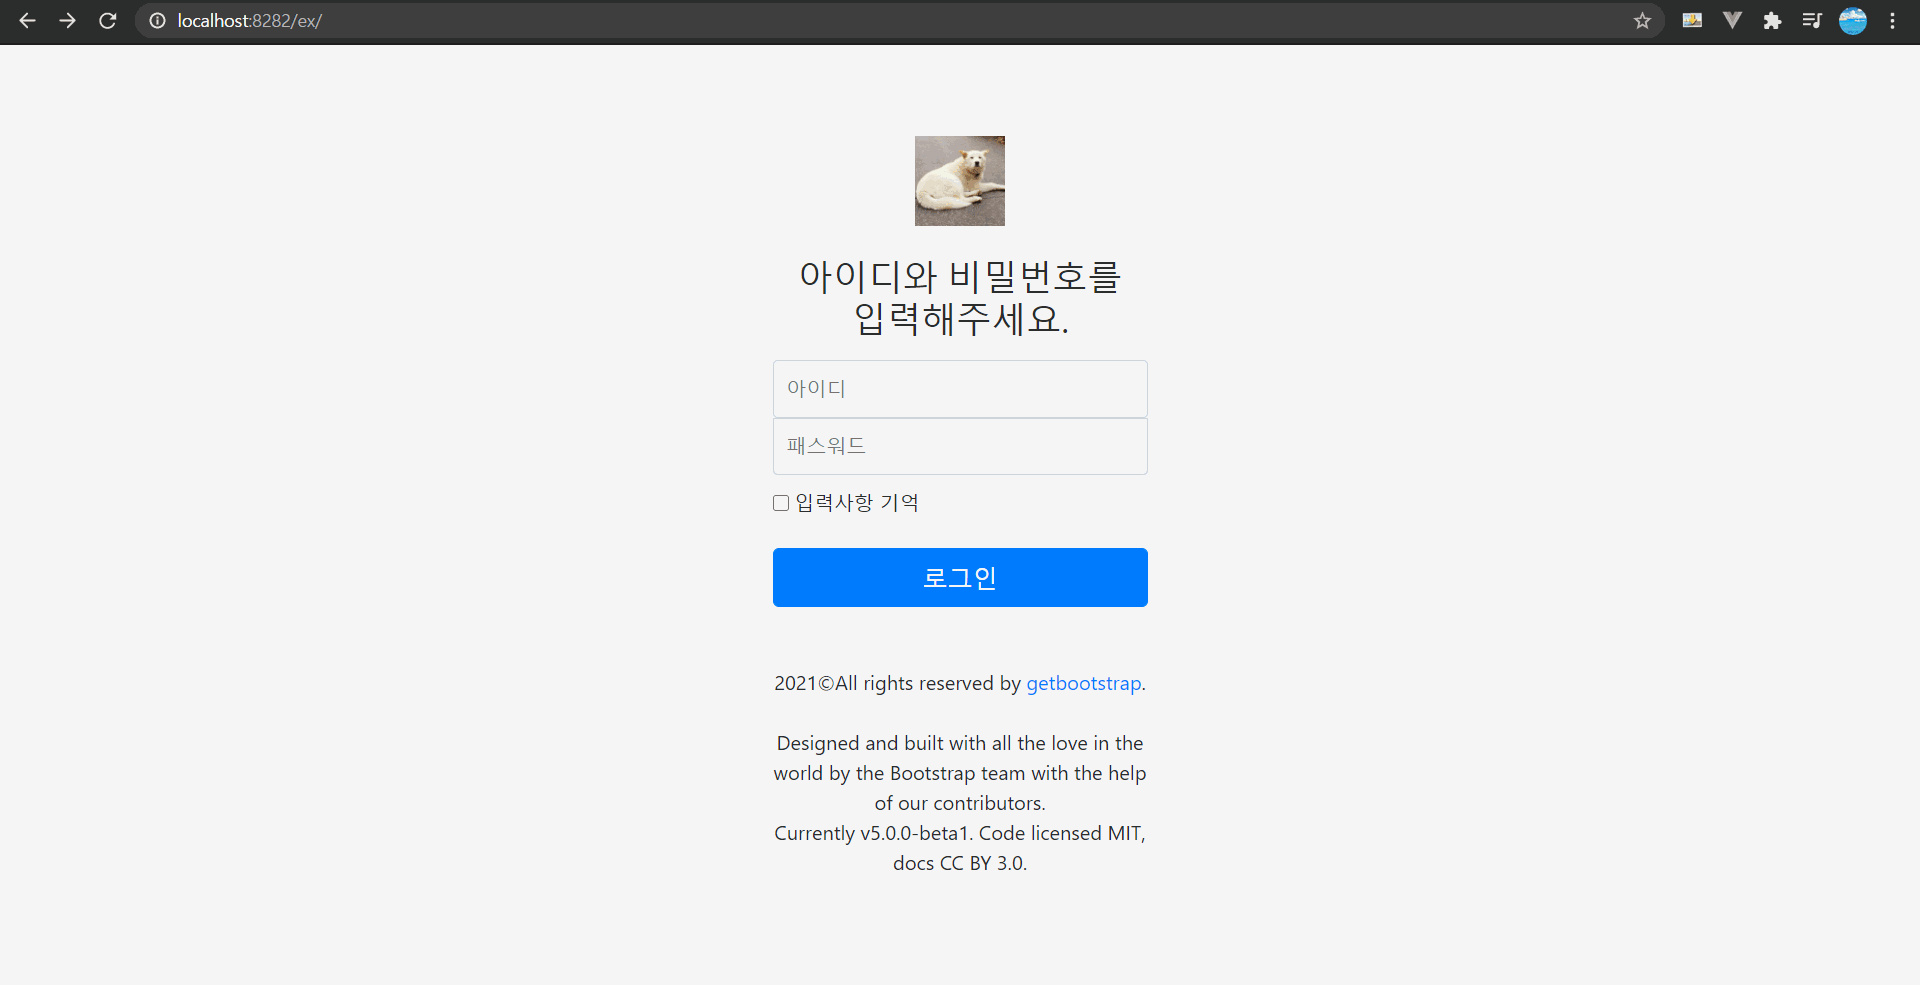 localhost:8282/ex/
아이디와 비밀번호를
입력해주세요.
아이디
패스워드
입력사항 기억
로그인
2021©All rights reserved by getbootstrap.
Designed and built with all the love in the
world by the Bootstrap team with the help
of our contributors.
Currently v5.0.0-beta1. Code licensed MIT,
docs CC BY 3.0.